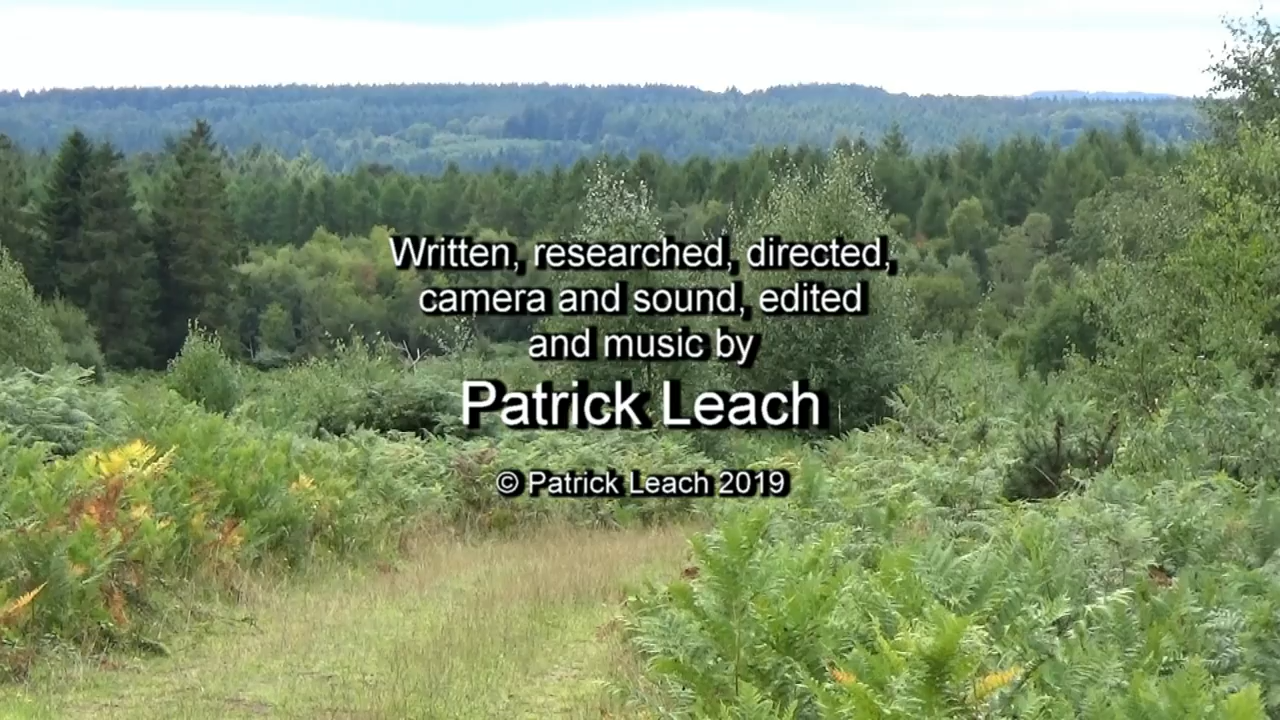 Written, researched, directed,
camera and sound, edited
and music by
Patrick Leach
© Patrick Leach 2019